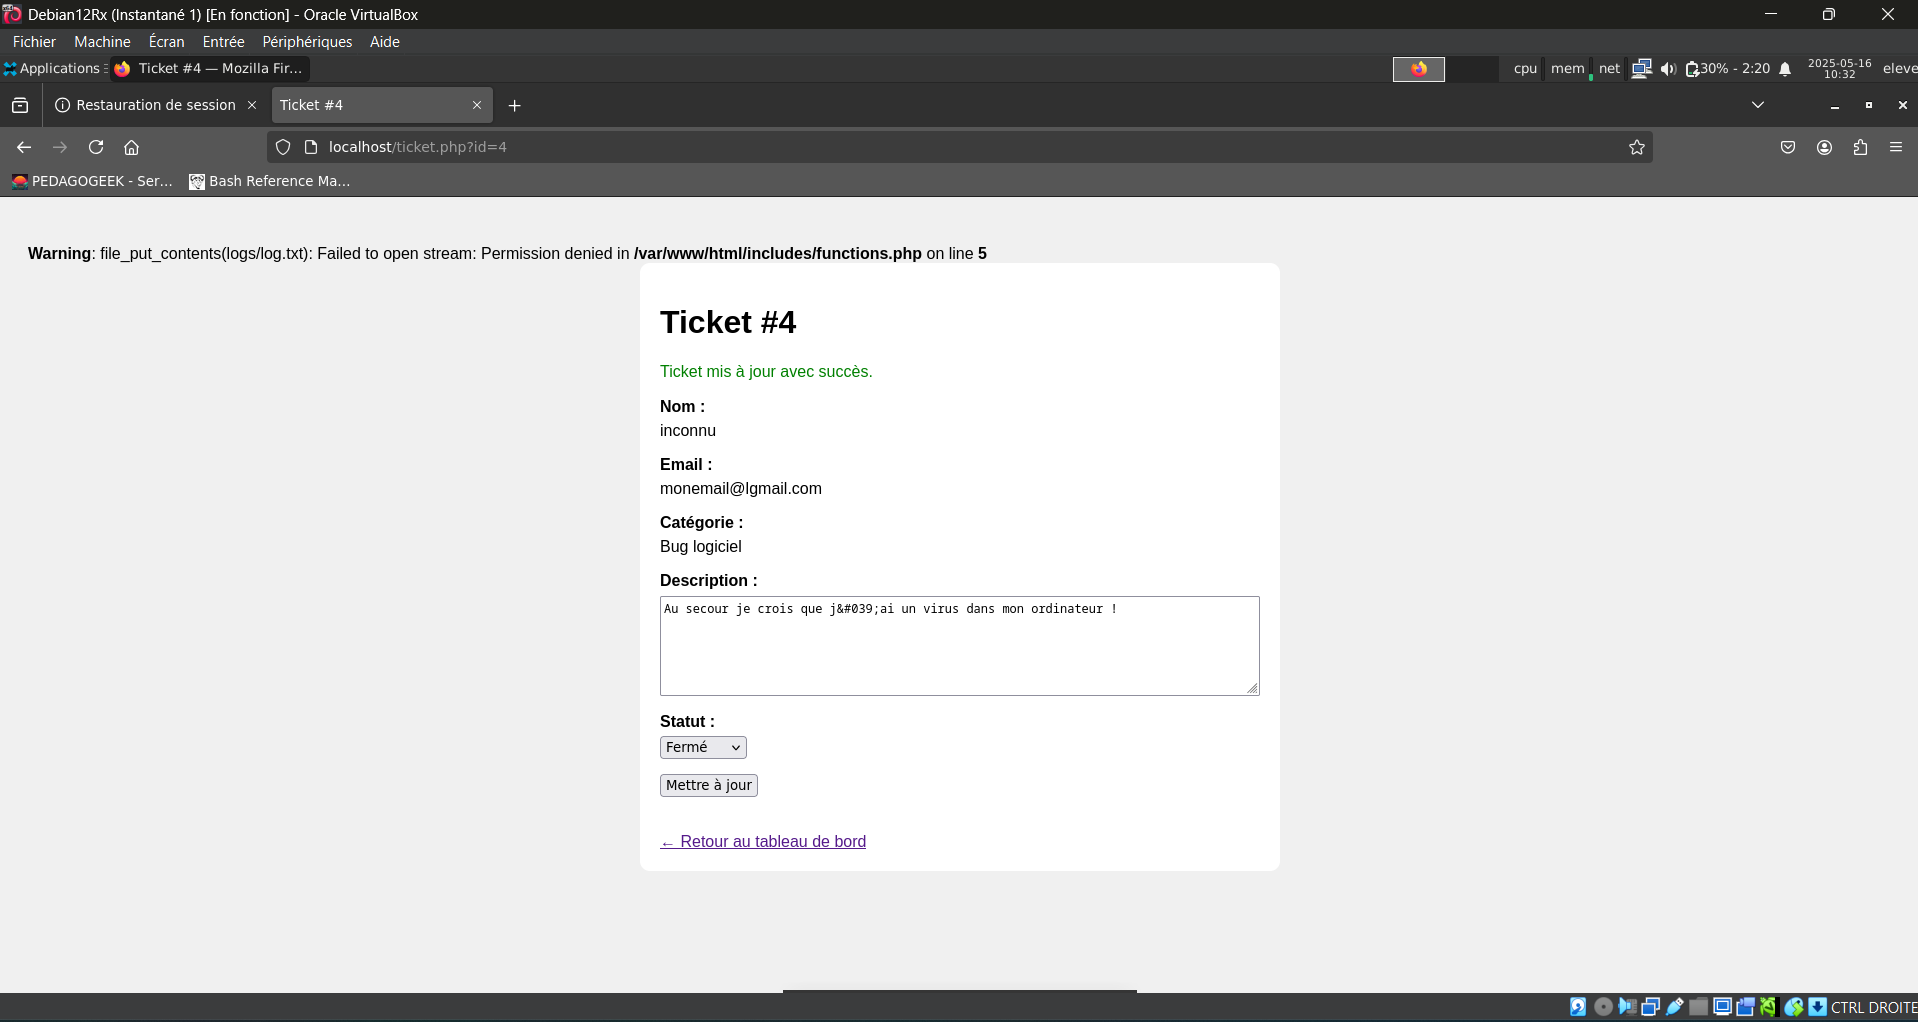 Debian12Rx (Instantané 1) [En fonction] - Oracle VirtualBox
Fichier Machine Écran Entrée Périphériques Aide
Applications Ticket #4 — Mozilla Fir... cpu mem net 30% - 2:20 2025-05-16 10:32 eleve
Restauration de session Ticket #4
localhost/ticket.php?id=4
PEDAGOGEEK - Ser... Bash Reference Ma...
Warning: file_put_contents(logs/log.txt): Failed to open stream: Permission denied in /var/www/html/includes/functions.php on line 5
Ticket #4
Ticket mis à jour avec succès.
Nom :
inconnu
Email :
monemail@lgmail.com
Catégorie :
Bug logiciel
Description :
Au secour je crois que j&#039;ai un virus dans mon ordinateur !
Statut :
Fermé
Mettre à jour
← Retour au tableau de bord
CTRL DROITE